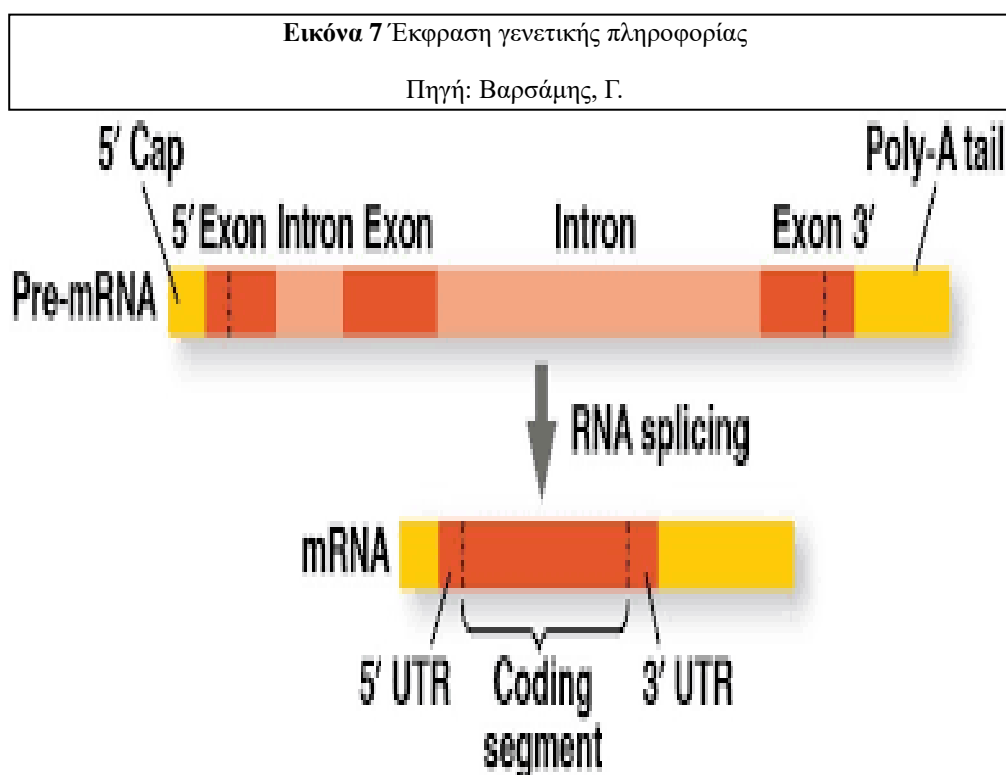 Εικόνα 7 Έκφραση γενετικής πληροφορίας
Πηγή: Βαρσάμης, Γ.
5' Cap
Poly-A tail
5' Exon Intron Exon Intron Exon 3'
Pre-mRNA
RNA splicing
mRNA
5' UTR Coding segment 3' UTR